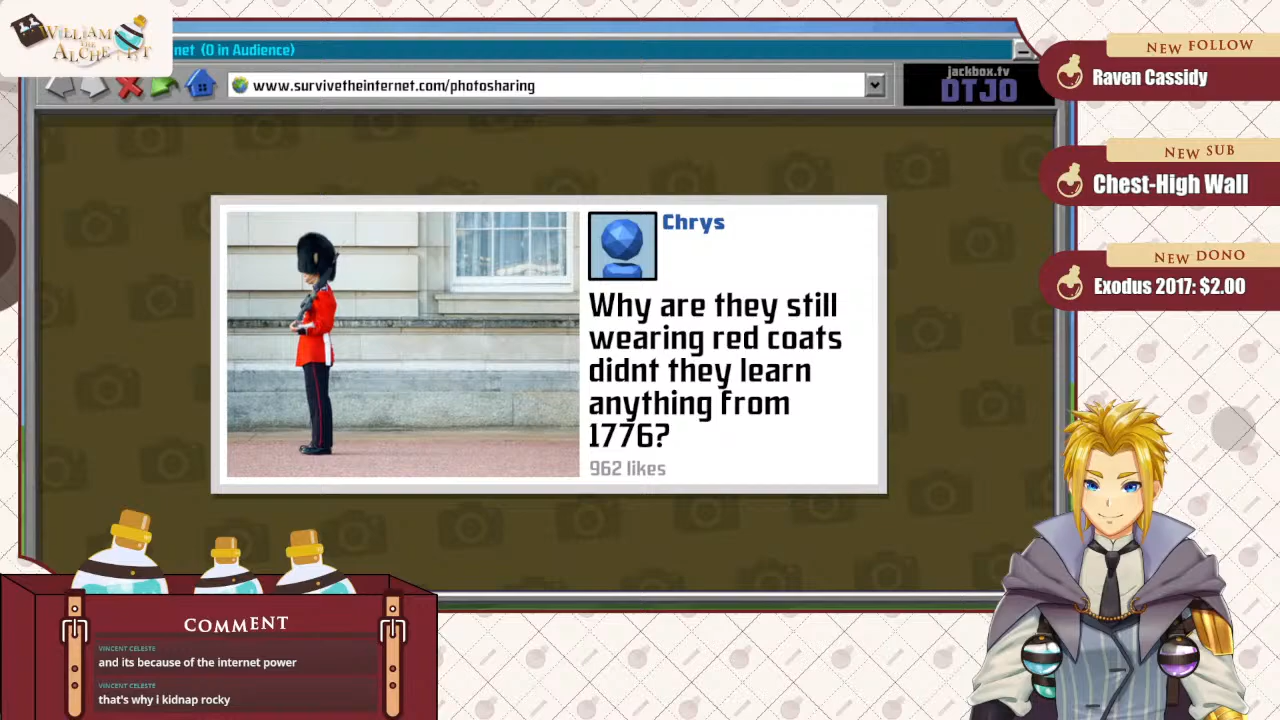 WILLIAM
THE
ALCHEMIST
net (0 in Audience)
www.survivetheinternet.com/photosharing
jackbox.tv
DTJO
NEW FOLLOW
Raven Cassidy
NEW SUB
Chest-High Wall
NEW DONO
Exodus 2017: $2.00
Chrys
Why are they still
wearing red coats
didnt they learn
anything from
1776?
962 likes
COMMENT
VINCENT CELESTE
and its because of the internet power
VINCENT CELESTE
that's why i kidnap rocky